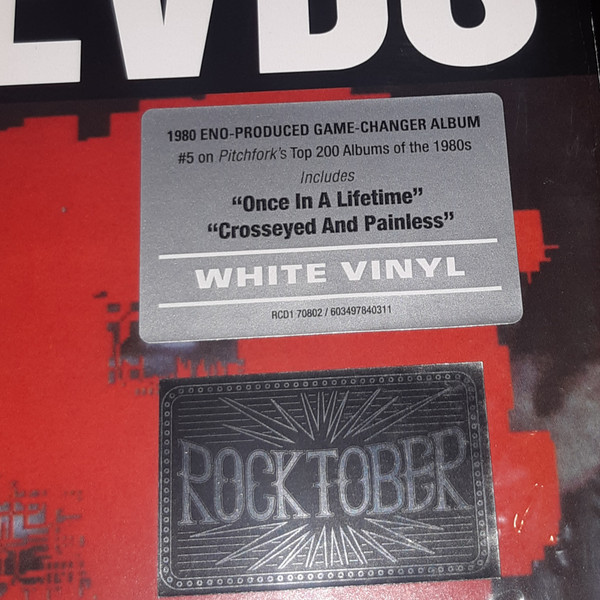 1980 ENO-PRODUCED GAME-CHANGER ALBUM
#5 on Pitchfork's Top 200 Albums of the 1980s
Includes
“Once In A Lifetime”
“Crosseyed And Painless”
WHITE VINYL
RCD1 70802 / 603497840311
ROCKTOBER